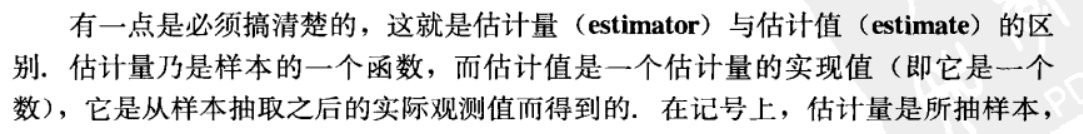 有一点是必须搞清楚的，这就是估计量（estimator）与估计值（estimate）的区
别．估计量乃是样本的一个函数，而估计值是一个估计量的实现值（即它是一个
数），它是从样本抽取之后的实际观测值而得到的．在记号上，估计量是所抽样本，